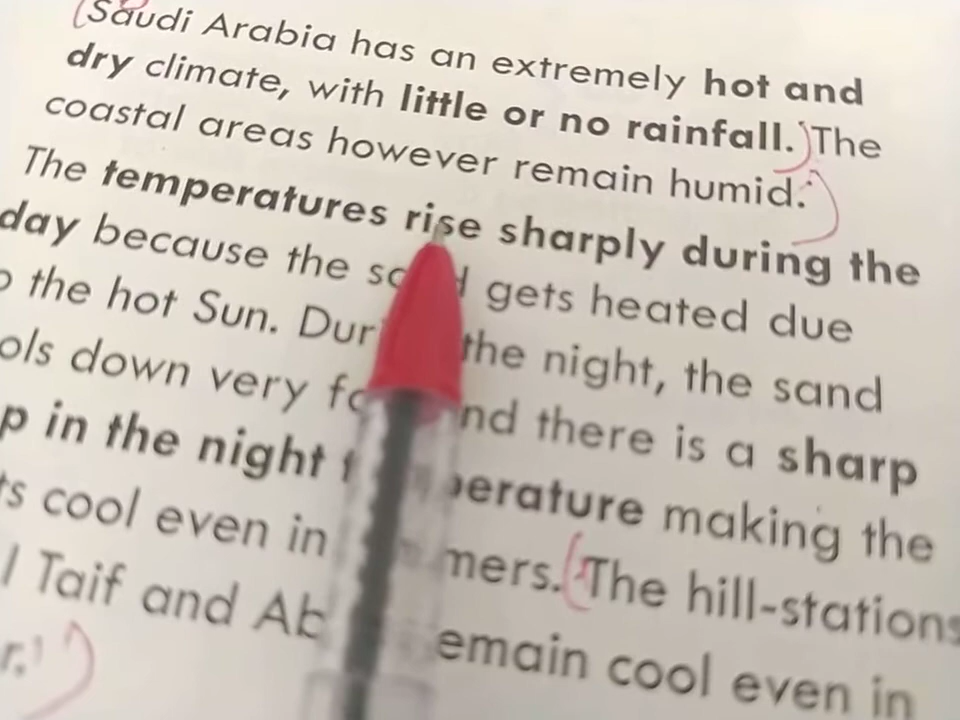 Saudi Arabia has an extremely hot and
dry climate, with little or no rainfall. The
coastal areas however remain humid.
The temperatures rise sharply during the
day because the gets heated due
the hot Sun. the night, the sand
down very there is a sharp
in the night making the
cool even in The hill-stations
Taif and remain cool even in